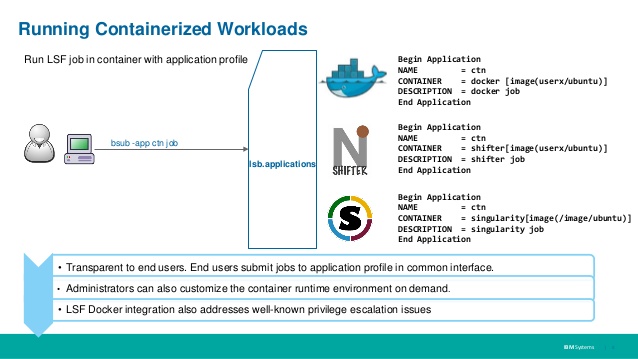 Running Containerized Workloads
Run LSF job in container with application profile
bsub -app ctn job
lsb.applications
Begin Application
NAME = ctn
CONTAINER = docker [image(userx/ubuntu)]
DESCRIPTION = docker job
End Application
N
SHIFTER
Begin Application
NAME = ctn
CONTAINER = shifter[image(userx/ubuntu)]
DESCRIPTION = shifter job
End Application
S
Begin Application
NAME = ctn
CONTAINER = singularity[image(/image/ubuntu)]
DESCRIPTION = singularity job
End Application
• Transparent to end users. End users submit jobs to application profile in common interface.
• Administrators can also customize the container runtime environment on demand.
• LSF Docker integration also addresses well-known privilege escalation issues
IBM Systems